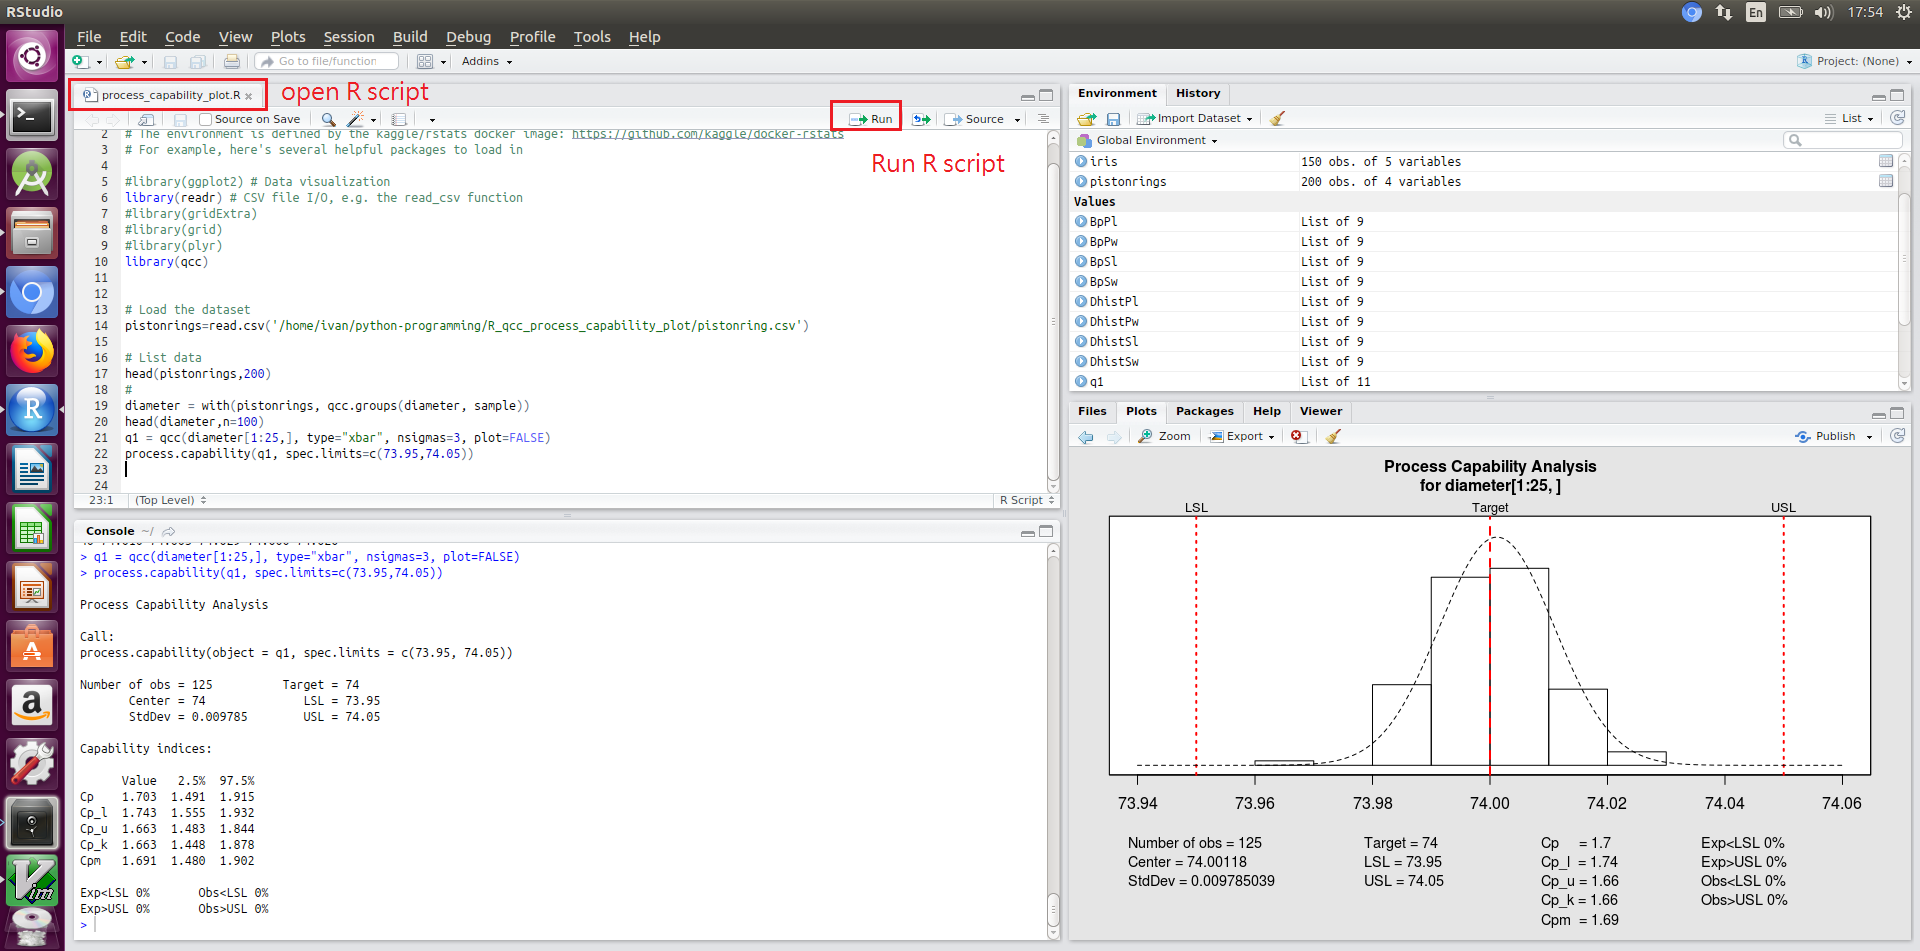 RStudio
En
17:54
File Edit Code View Plots Session Build Debug Profile Tools Help
Go to file/function
Addins
Project: (None)
process_capability_plot.R
open R script
Source on Save
Run
Source
Run R script
2 # The environment is defined by the kaggle/rstats docker image: https://github.com/kaggle/docker-rstats
3 # For example, here's several helpful packages to load in
4
5 #library(ggplot2) # Data visualization
6 library(readr) # CSV file I/O, e.g. the read_csv function
7 #library(gridExtra)
8 #library(grid)
9 #library(plyr)
10 library(qcc)
11
12
13 # Load the dataset
14 pistonrings=read.csv('/home/ivan/python-programming/R_qcc_process_capability_plot/pistonring.csv')
15
16 # List data
17 head(pistonrings,200)
18 #
19 diameter = with(pistonrings, qcc.groups(diameter, sample))
20 head(diameter,n=100)
21 q1 = qcc(diameter[1:25,], type="xbar", nsigmas=3, plot=FALSE)
22 process.capability(q1, spec.limits=c(73.95,74.05))
23
24
23:1 (Top Level) R Script
Console ~/
> q1 = qcc(diameter[1:25,], type="xbar", nsigmas=3, plot=FALSE)
> process.capability(q1, spec.limits=c(73.95,74.05))
Process Capability Analysis
Call:
process.capability(object = q1, spec.limits = c(73.95, 74.05))
Number of obs = 125 Target = 74
Center = 74 LSL = 73.95
StdDev = 0.009785 USL = 74.05
Capability indices:
Value 2.5% 97.5%
Cp 1.703 1.491 1.915
Cp_l 1.743 1.555 1.932
Cp_u 1.663 1.483 1.844
Cp_k 1.663 1.448 1.878
Cpm 1.691 1.480 1.902
Exp<LSL 0% Obs<LSL 0%
Exp>USL 0% Obs>USL 0%
>
Environment History
Import Dataset List
Global Environment
iris 150 obs. of 5 variables
pistonrings 200 obs. of 4 variables
Values
BpPl List of 9
BpPw List of 9
BpSl List of 9
BpSw List of 9
DhistPl List of 9
DhistPw List of 9
DhistSl List of 9
DhistSw List of 9
q1 List of 11
Files Plots Packages Help Viewer
Zoom Export Publish
Process Capability Analysis
for diameter[1:25, ]
LSL Target USL
73.94 73.96 73.98 74.00 74.02 74.04 74.06
Number of obs = 125 Target = 74 Cp = 1.7 Exp<LSL 0%
Center = 74.00118 LSL = 73.95 Cp_l = 1.74 Exp>USL 0%
StdDev = 0.009785039 USL = 74.05 Cp_u = 1.66 Obs<LSL 0%
Cp_k = 1.66 Obs>USL 0%
Cpm = 1.69